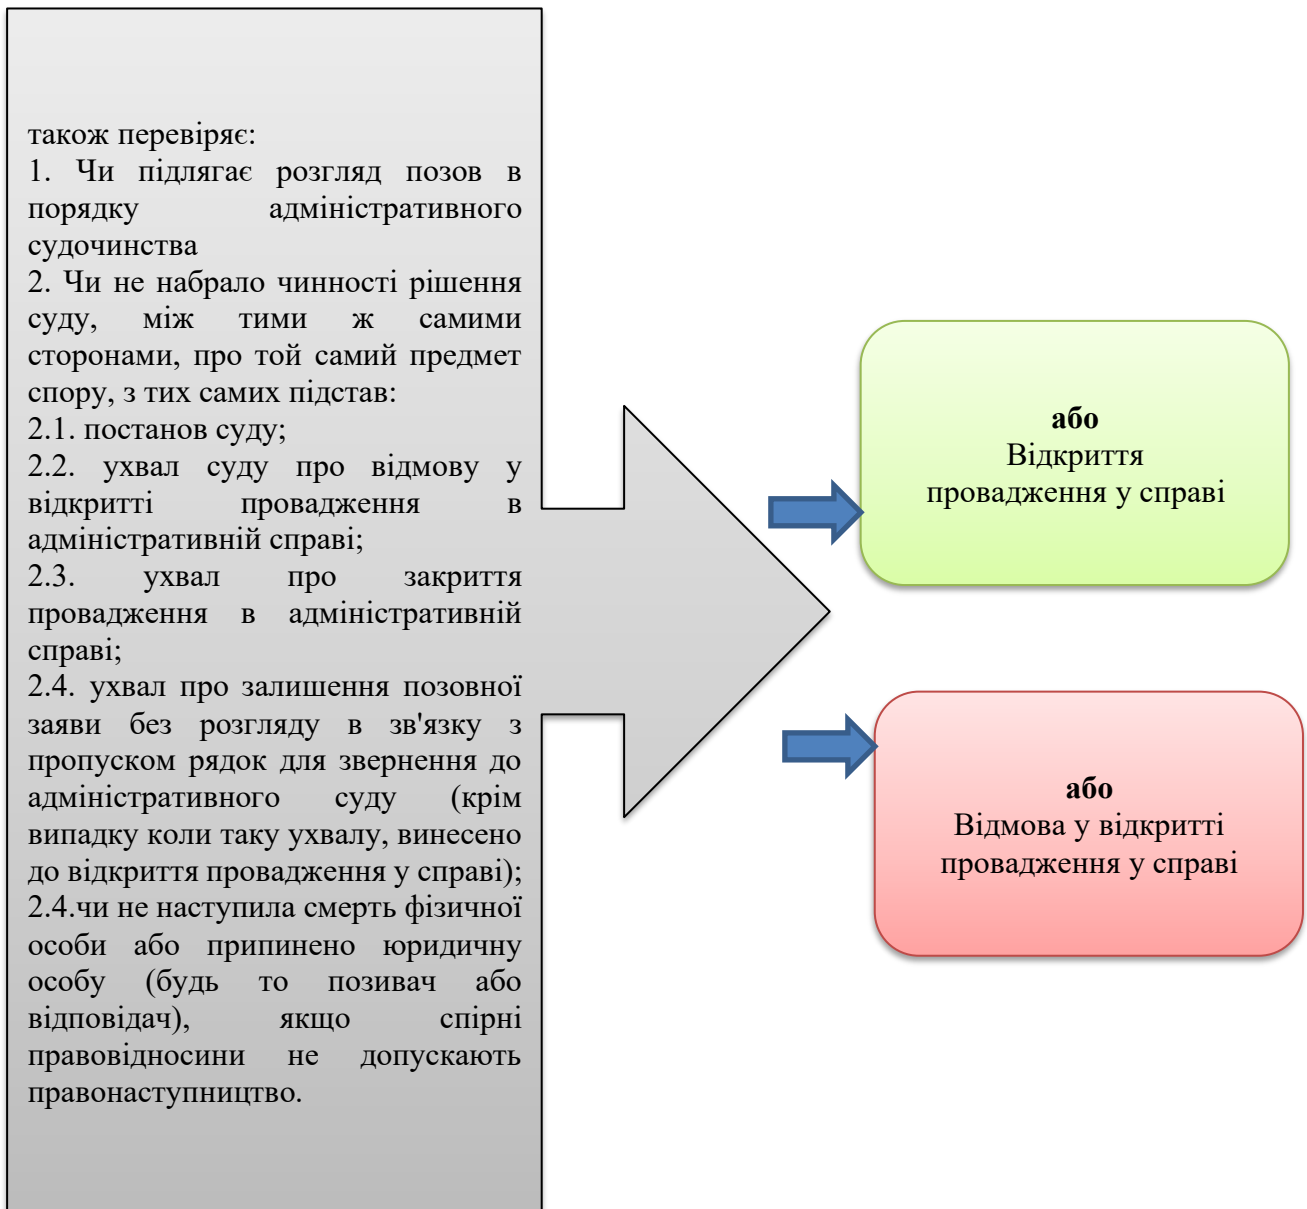 також перевіряє:
1. Чи підлягає розгляд позов в
порядку адміністративного
судочинства
2. Чи не набрало чинності рішення
суду, між тими ж самими
сторонами, про той самий предмет
спору, з тих самих підстав:
2.1. постанов суду;
2.2. ухвал суду про відмову у
відкритті провадження в
адміністративній справі;
2.3. ухвал про закриття
провадження в адміністративній
справі;
2.4. ухвал про залишення позовної
заяви без розгляду в зв'язку з
пропуском рядок для звернення до
адміністративного суду (крім
випадку коли таку ухвалу, винесено
до відкриття провадження у справі);
2.4.чи не наступила смерть фізичної
особи або припинено юридичну
особу (будь то позивач або
відповідач), якщо спірні
правовідносини не допускають
правонаступництво.
або
Відкриття
провадження у справі
або
Відмова у відкритті
провадження у справі